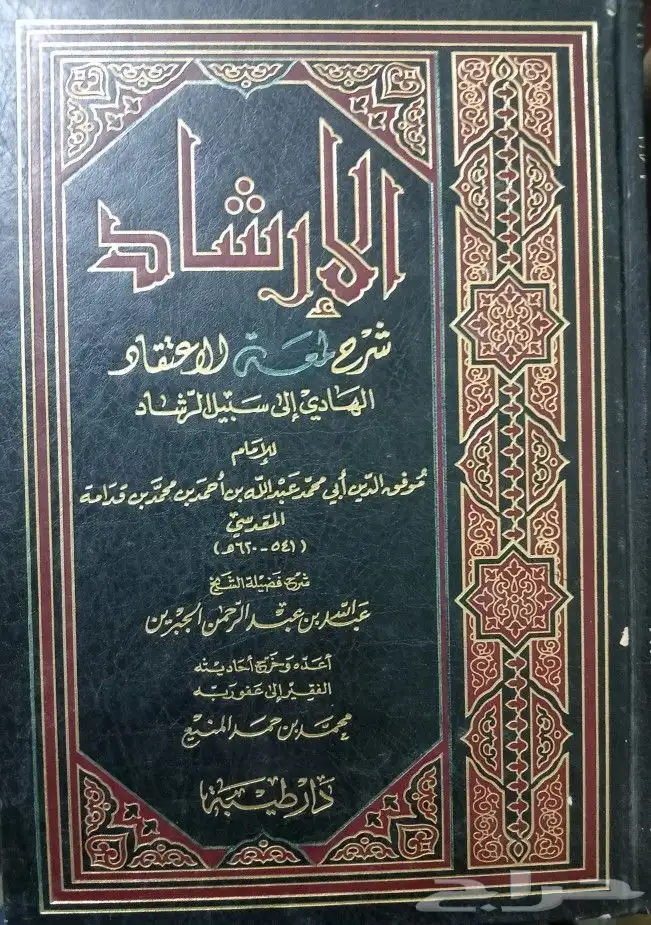 الإرشاد
شرح لمعة الاعتقاد
الهادي إلى سبيل الرشاد
للإمام
موفق الدين أبي محمد عبد الله بن أحمد بن محمد بن قدامة
المقدسي
(٥٤١ - ٦٢٠هـ)
شرح فضيلة الشيخ
عبد الله بن عبد الرحمن الجبرين
أعده وخرج أحاديثه
الفقير إلى عفو ربه
محمد بن حمد المنيع
دار طيبة
حراج